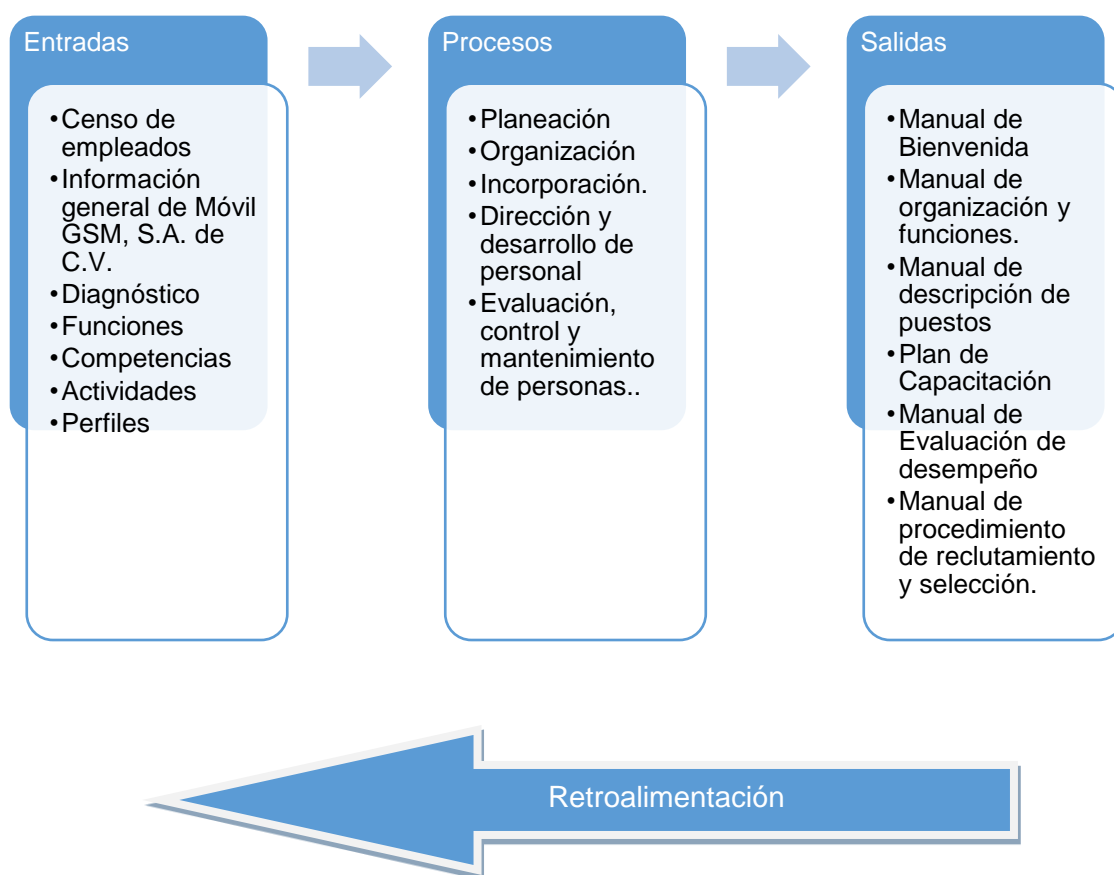 Entradas
•Censo de
empleados
•Información
general de Móvil
GSM, S.A. de
C.V.
•Diagnóstico
•Funciones
•Competencias
•Actividades
•Perfiles
Procesos
•Planeación
•Organización
•Incorporación.
•Dirección y
desarrollo de
personal
•Evaluación,
control y
mantenimiento
de personas..
Salidas
•Manual de
Bienvenida
•Manual de
organización y
funciones.
•Manual de
descripción de
puestos
•Plan de
Capacitación
•Manual de
Evaluación de
desempeño
•Manual de
procedimiento
de reclutamiento
y selección.
Retroalimentación